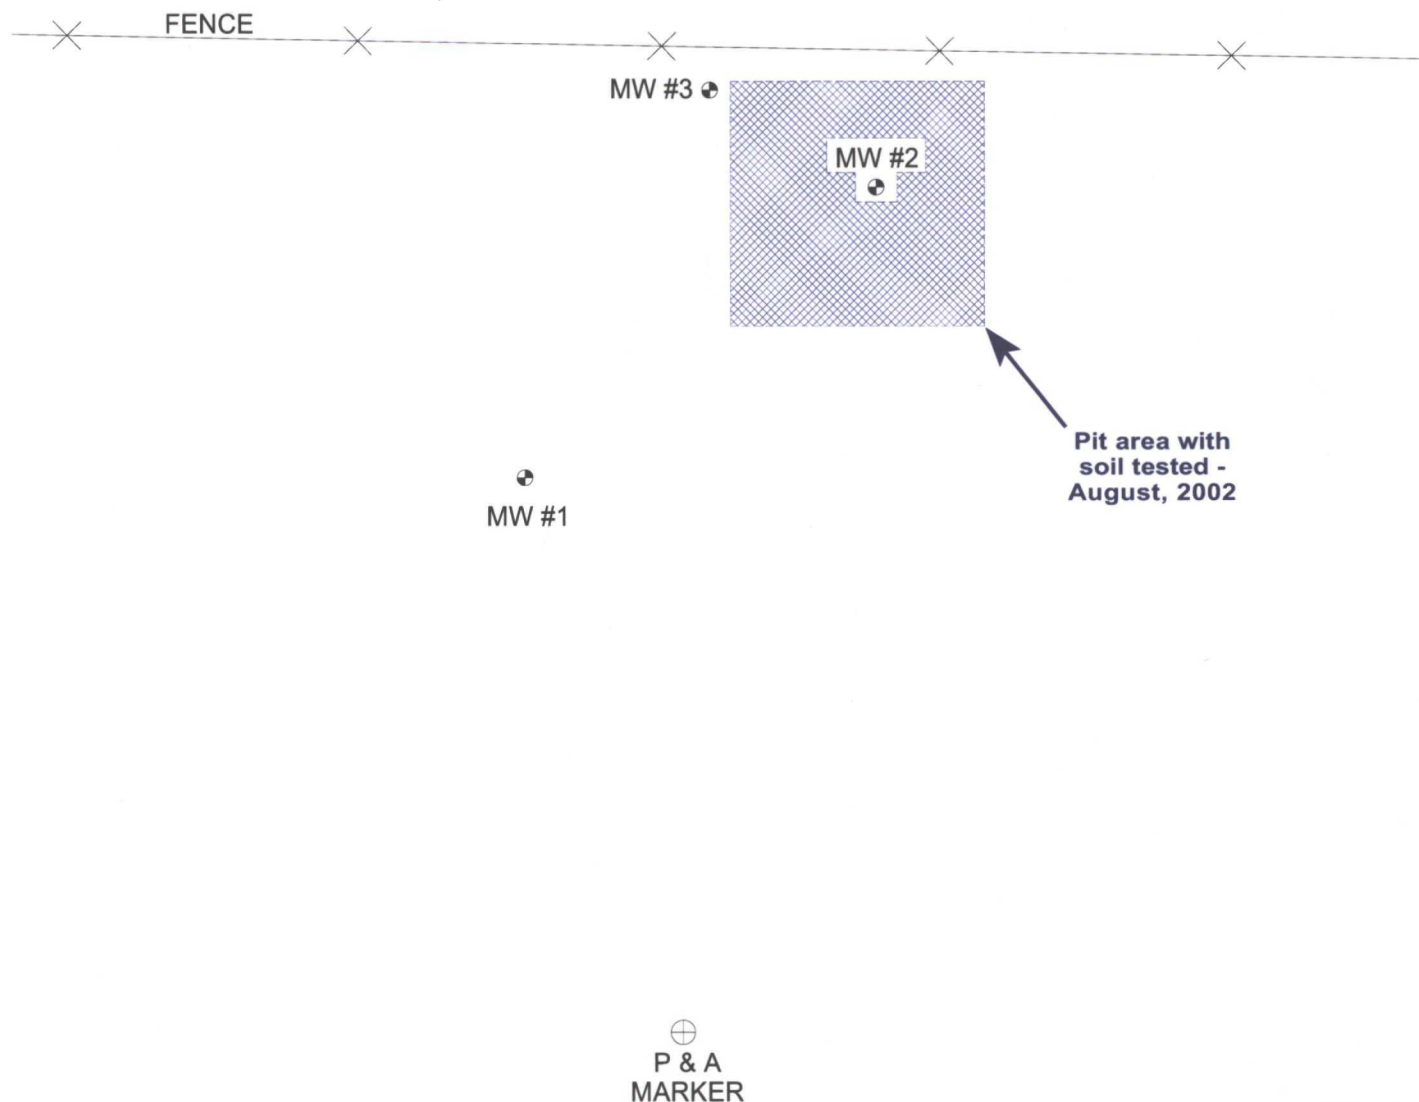 FENCE
MW #3
MW #2
Pit area with
soil tested -
August, 2002
MW #1
P & A
MARKER